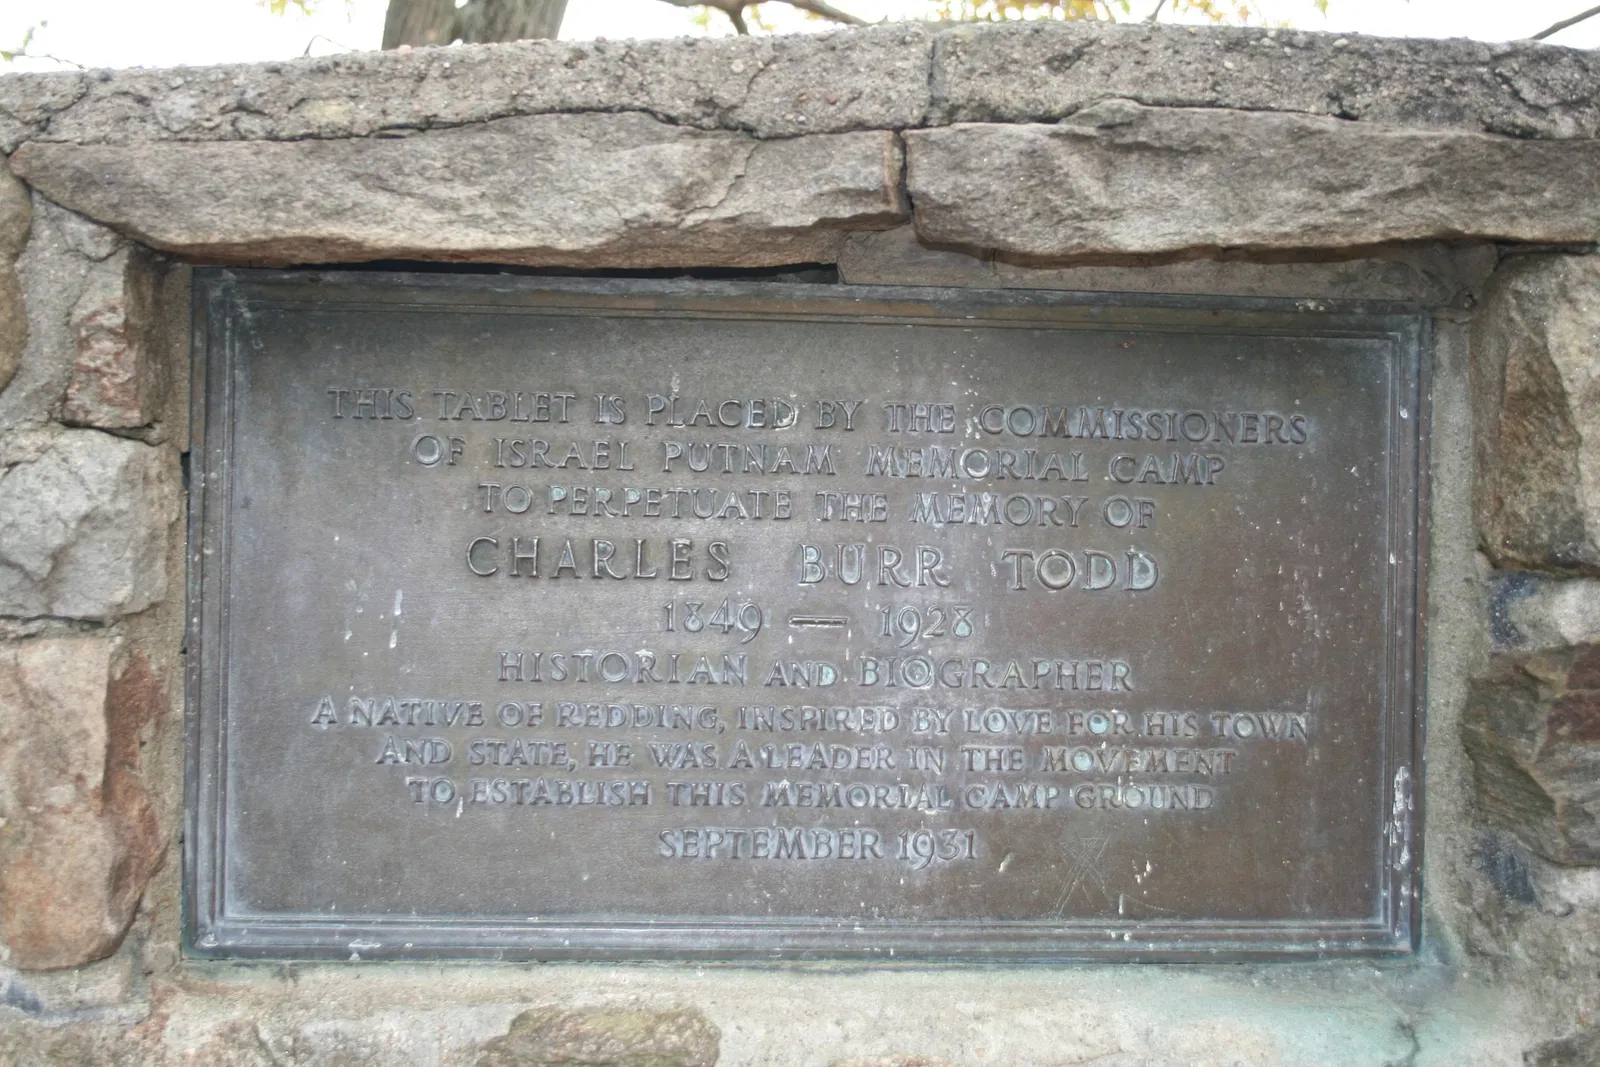 THIS TABLET IS PLACED BY THE COMMISSIONERS
OF ISRAEL PUTNAM MEMORIAL CAMP
TO PERPETUATE THE MEMORY OF
CHARLES BURR TODD
1849 — 1928
HISTORIAN AND BIOGRAPHER
A NATIVE OF REDDING, INSPIRED BY LOVE FOR HIS TOWN
AND STATE, HE WAS A LEADER IN THE MOVEMENT
TO ESTABLISH THIS MEMORIAL CAMP GROUND
SEPTEMBER 1931